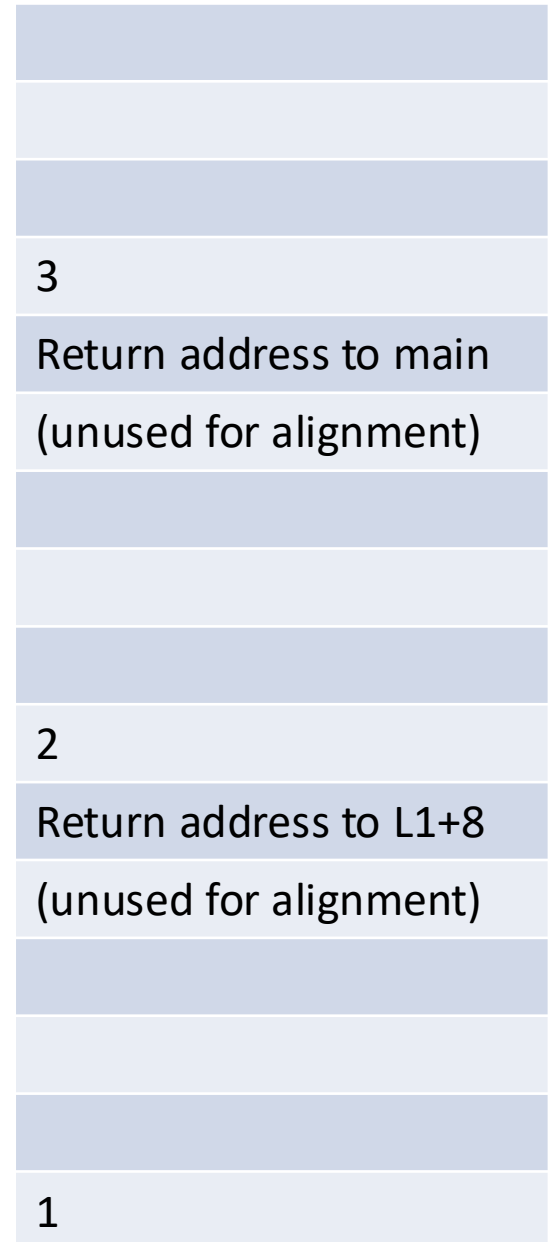 3
Return address to main
(unused for alignment)
2
Return address to L1+8
(unused for alignment)
1